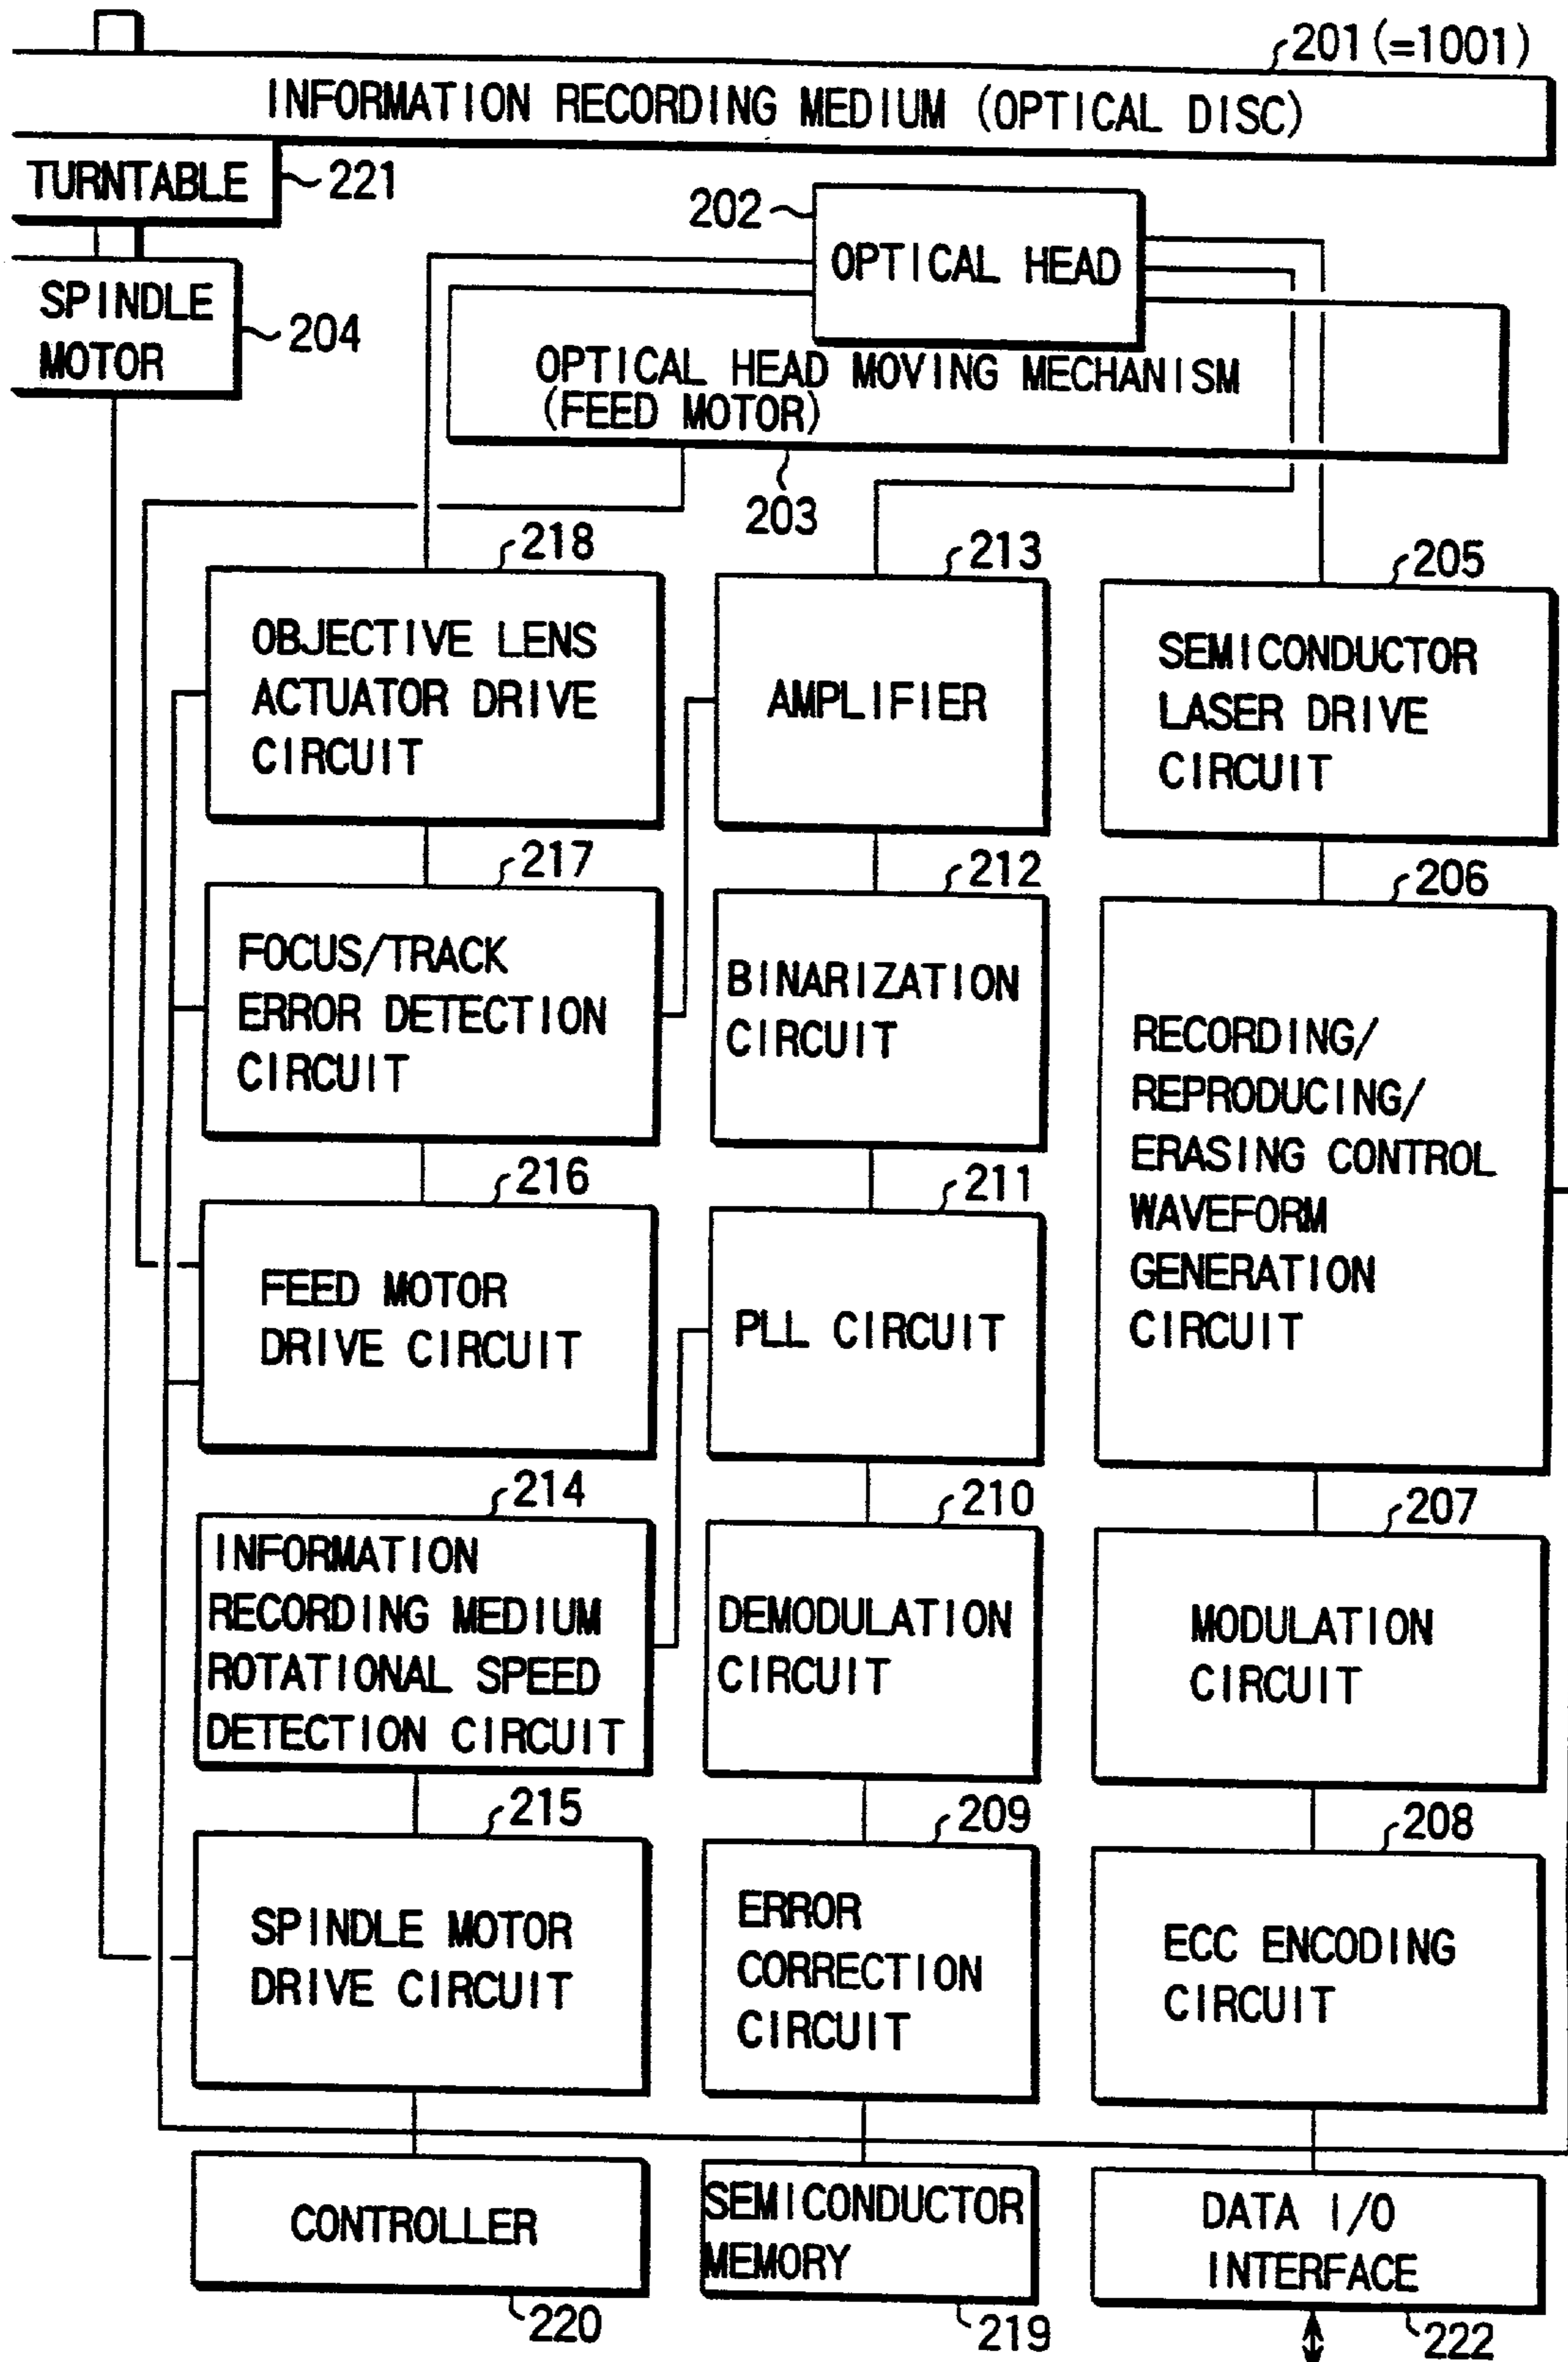 201 (=1001)
INFORMATION RECORDING MEDIUM (OPTICAL DISC)
TURNTABLE
221
202
OPTICAL HEAD
SPINDLE
MOTOR
204
OPTICAL HEAD MOVING MECHANISM
(FEED MOTOR)
203
218
OBJECTIVE LENS
ACTUATOR DRIVE
CIRCUIT
213
AMPLIFIER
205
SEMICONDUCTOR
LASER DRIVE
CIRCUIT
217
FOCUS/TRACK
ERROR DETECTION
CIRCUIT
212
BINARIZATION
CIRCUIT
206
RECORDING/
REPRODUCING/
ERASING CONTROL
WAVEFORM
GENERATION
CIRCUIT
216
FEED MOTOR
DRIVE CIRCUIT
211
PLL CIRCUIT
214
INFORMATION
RECORDING MEDIUM
ROTATIONAL SPEED
DETECTION CIRCUIT
210
DEMODULATION
CIRCUIT
207
MODULATION
CIRCUIT
215
SPINDLE MOTOR
DRIVE CIRCUIT
209
ERROR
CORRECTION
CIRCUIT
208
ECC ENCODING
CIRCUIT
CONTROLLER
220
SEMICONDUCTOR
MEMORY
219
DATA I/O
INTERFACE
222